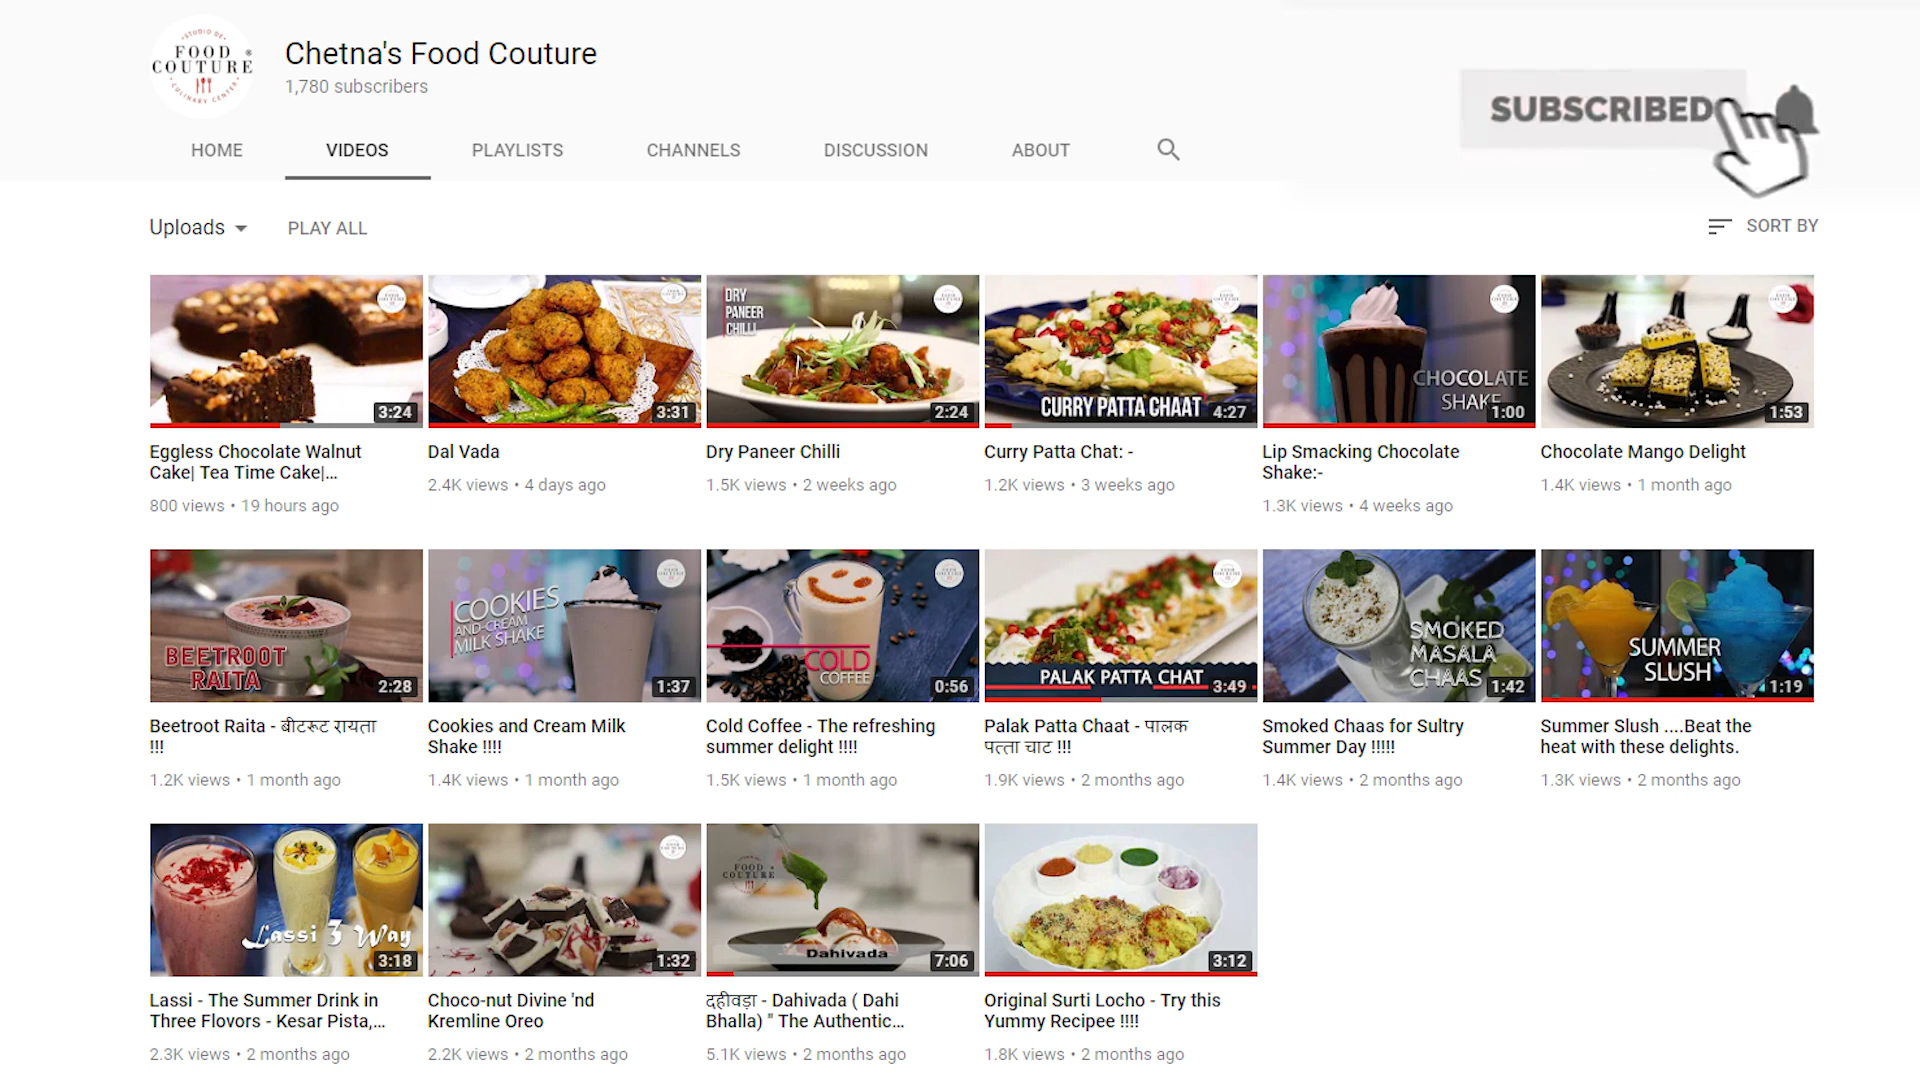 STUDIO DE
FOOD
COUTURE ®
CULINARY CENTER
Chetna's Food Couture
1,780 subscribers
SUBSCRIBED
HOME VIDEOS PLAYLISTS CHANNELS DISCUSSION ABOUT
Uploads PLAY ALL SORT BY
3:24
3:31
DRY
PANEER
CHILLI
2:24
CURRY PATTA CHAAT 4:27
CHOCOLATE
SHAKE
1:00
1:53
Eggless Chocolate Walnut
Cake| Tea Time Cake|...
800 views • 19 hours ago
Dal Vada
2.4K views • 4 days ago
Dry Paneer Chilli
1.5K views • 2 weeks ago
Curry Patta Chat: -
1.2K views • 3 weeks ago
Lip Smacking Chocolate
Shake:-
1.3K views • 4 weeks ago
Chocolate Mango Delight
1.4K views • 1 month ago
BEETROOT
RAITA
2:28
COOKIES
AND CREAM
MILK SHAKE
1:37
COLD
COFFEE
0:56
PALAK PATTA CHAT 3:49
SMOKED
MASALA
CHAAS
1:42
SUMMER
SLUSH
1:19
Beetroot Raita - बीटरूट रायता
!!!
1.2K views • 1 month ago
Cookies and Cream Milk
Shake !!!!
1.4K views • 1 month ago
Cold Coffee - The refreshing
summer delight !!!!
1.5K views • 1 month ago
Palak Patta Chaat - पालक
पत्ता चाट !!!
1.9K views • 2 months ago
Smoked Chaas for Sultry
Summer Day !!!!!
1.4K views • 2 months ago
Summer Slush ....Beat the
heat with these delights.
1.3K views • 2 months ago
Lassi 3 Way
3:18
1:32
FOOD
COUTURE
Dahivada
7:06
3:12
Lassi - The Summer Drink in
Three Flovors - Kesar Pista,...
2.3K views • 2 months ago
Choco-nut Divine 'nd
Kremline Oreo
2.2K views • 2 months ago
दहीवड़ा - Dahivada ( Dahi
Bhalla) " The Authentic...
5.1K views • 2 months ago
Original Surti Locho - Try this
Yummy Recipee !!!!
1.8K views • 2 months ago